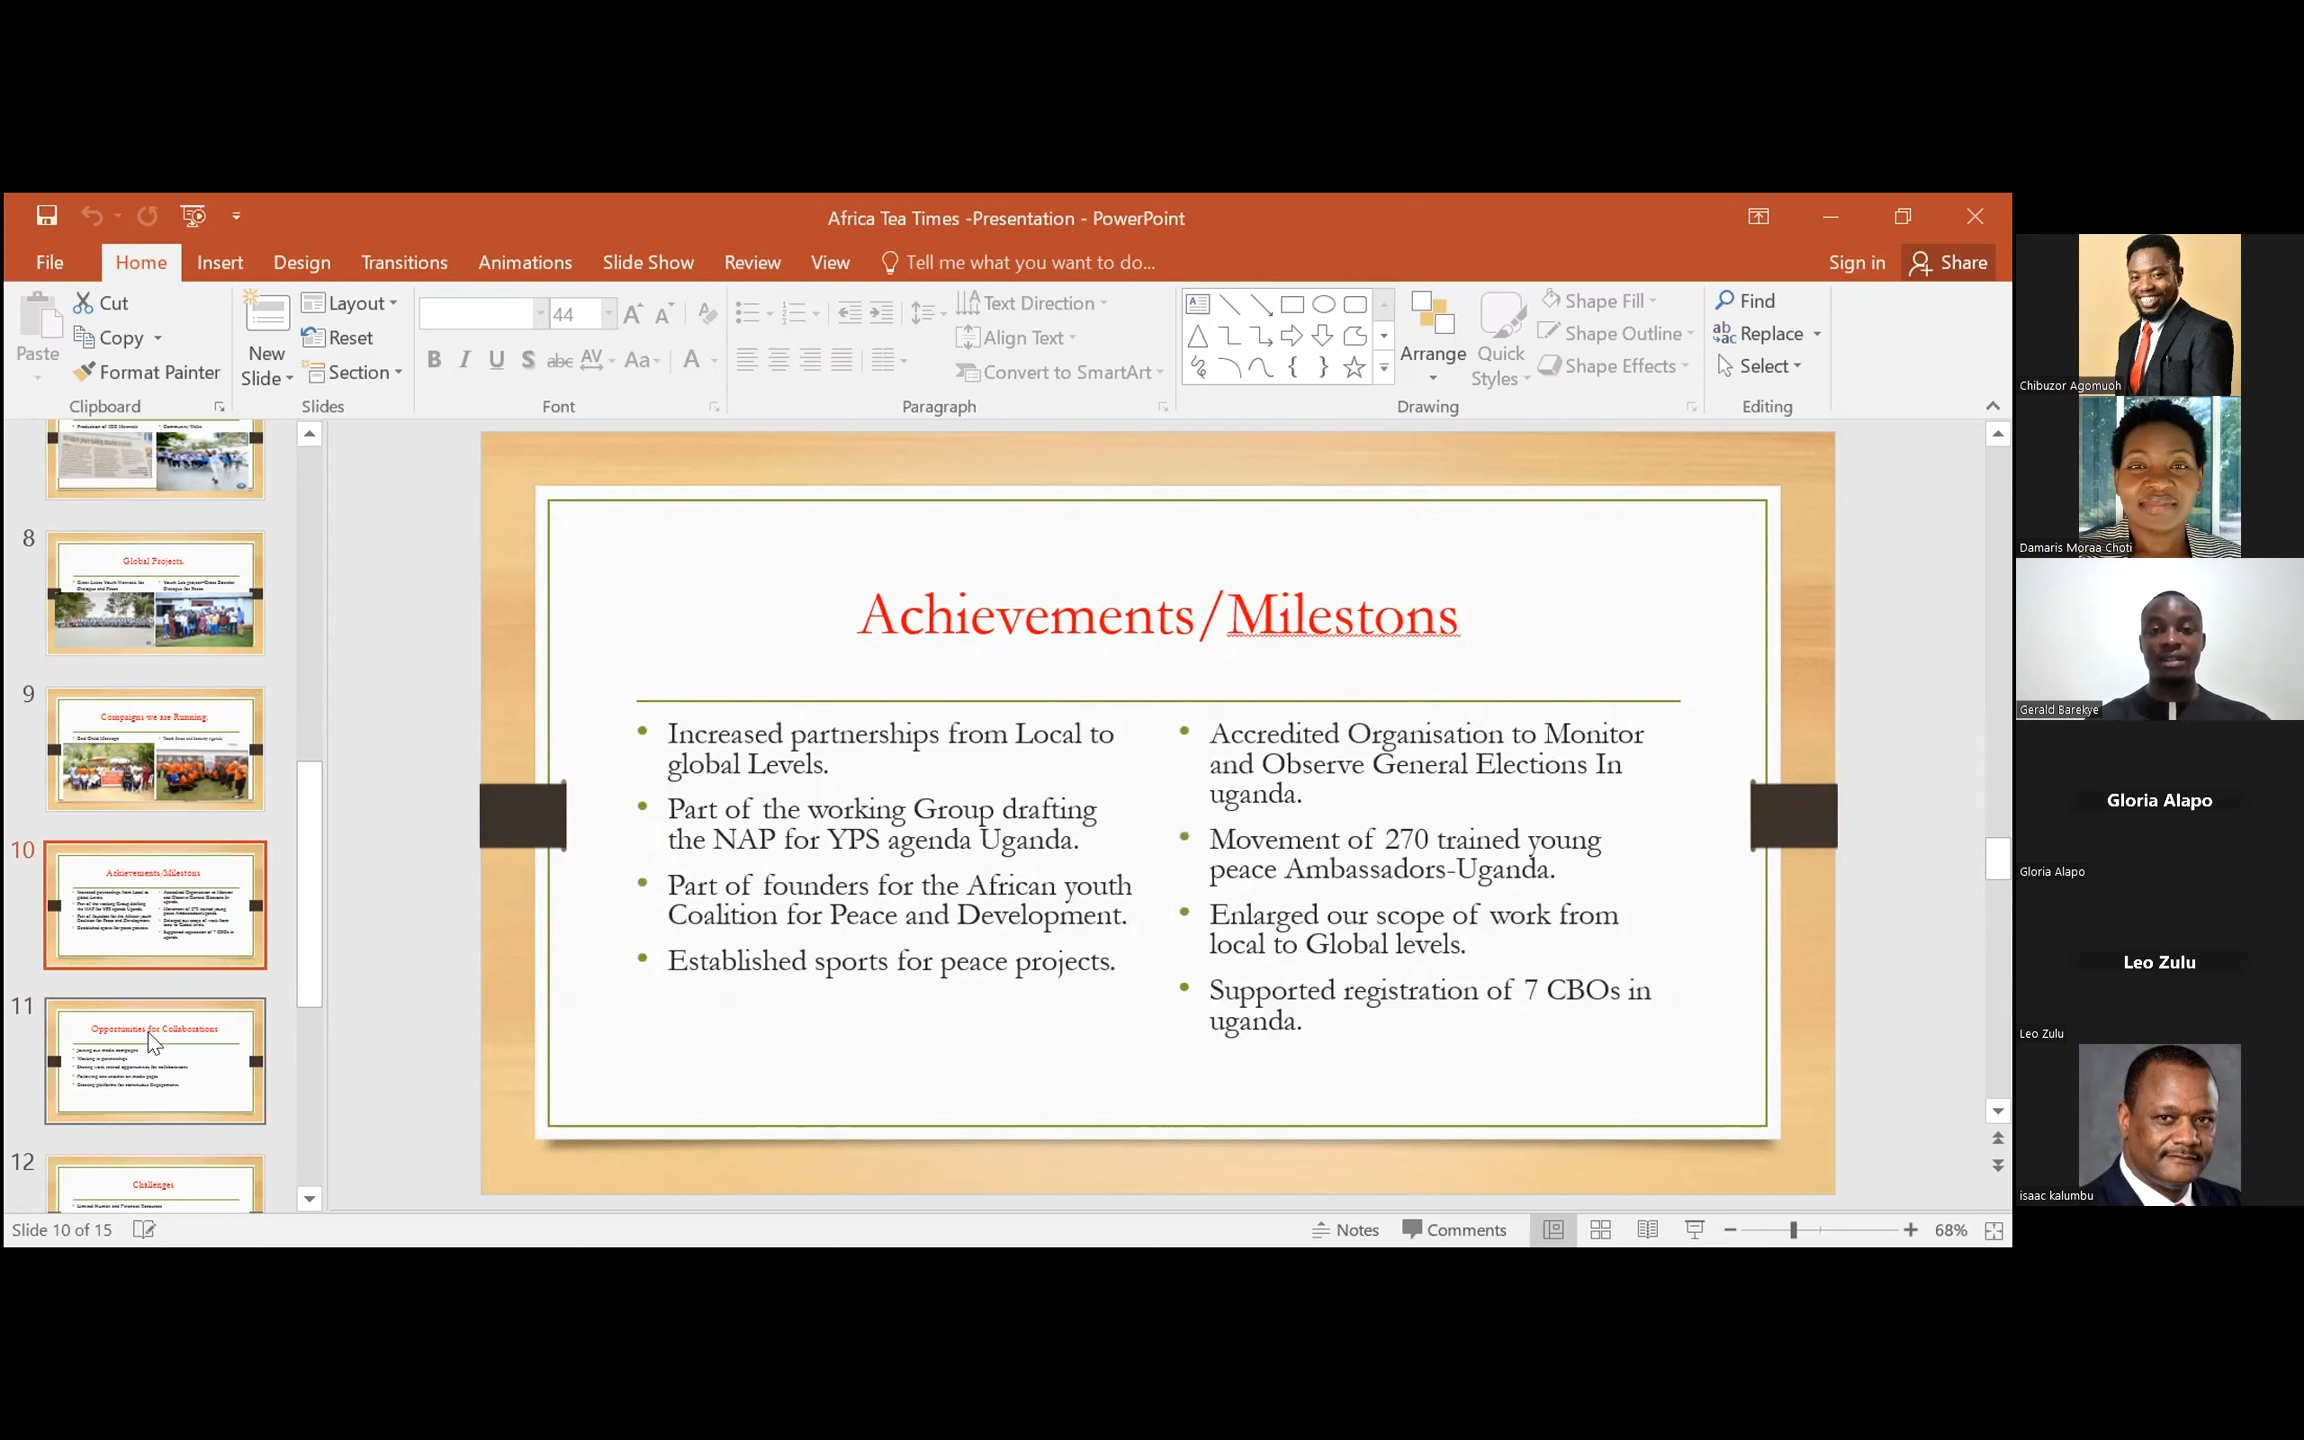 Africa Tea Times -Presentation - PowerPoint
File
Home
Insert
Design
Transitions
Animations
Slide Show
Review
View
Tell me what you want to do...
Sign in
Share
Paste
Cut
Copy
Format Painter
Clipboard
New
Slide
Layout
Reset
Section
Slides
44
B I U S abc AV Aa A
Font
Text Direction
Align Text
Convert to SmartArt
Paragraph
Arrange
Quick
Styles
Shape Fill
Shape Outline
Shape Effects
Drawing
Find
Replace
Select
Editing
8
Global Projects.
9
Campaigns we are Running.
10
Achievements/Milestons
11
Opportunities for Collaborations
12
Challenges
Limited Human and Financial Resources
Achievements/Milestons
• Increased partnerships from Local to
global Levels.
• Part of the working Group drafting
the NAP for YPS agenda Uganda.
• Part of founders for the African youth
Coalition for Peace and Development.
• Established sports for peace projects.
• Accredited Organisation to Monitor
and Observe General Elections In
uganda.
• Movement of 270 trained young
peace Ambassadors-Uganda.
• Enlarged our scope of work from
local to Global levels.
• Supported registration of 7 CBOs in
uganda.
Slide 10 of 15
Notes
Comments
68%
Chibuzor Agomuoh
Damaris Moraa Choti
Gerald Barekye
Gloria Alapo
Gloria Alapo
Leo Zulu
Leo Zulu
isaac kalumbu